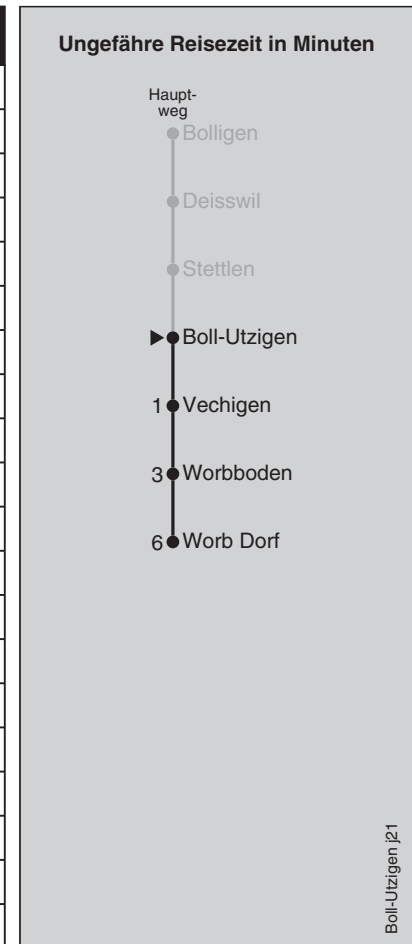 Ungefähre Reisezeit in Minuten
Haupt-
weg
Bolligen
Deisswil
Stettlen
Boll-Utzigen
1 Vechigen
3 Worbboden
6 Worb Dorf
Boll-Utzigen j21